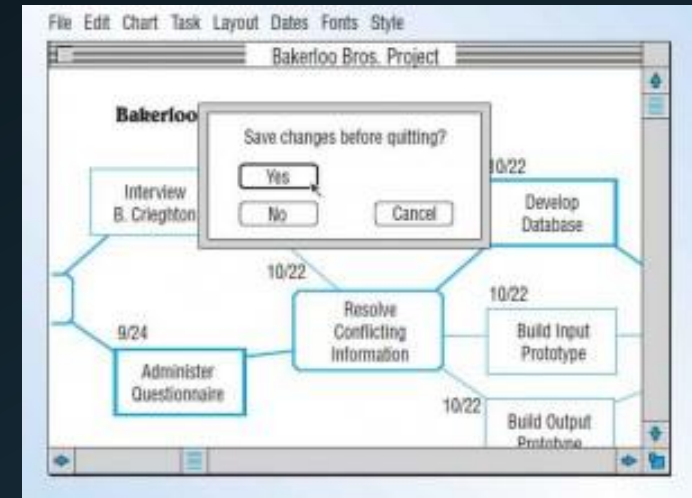 File Edit Chart Task Layout Dates Fonts Style
Bakerloo Bros. Project
Bakerloo
Save changes before quitting?
Yes
No
Cancel
10/22
Interview
B. Crieghton
Develop
Database
10/22
10/22
Resolve
Conflicting
Information
Build Input
Prototype
9/24
Administer
Questionnaire
10/22
Build Output
Prototype